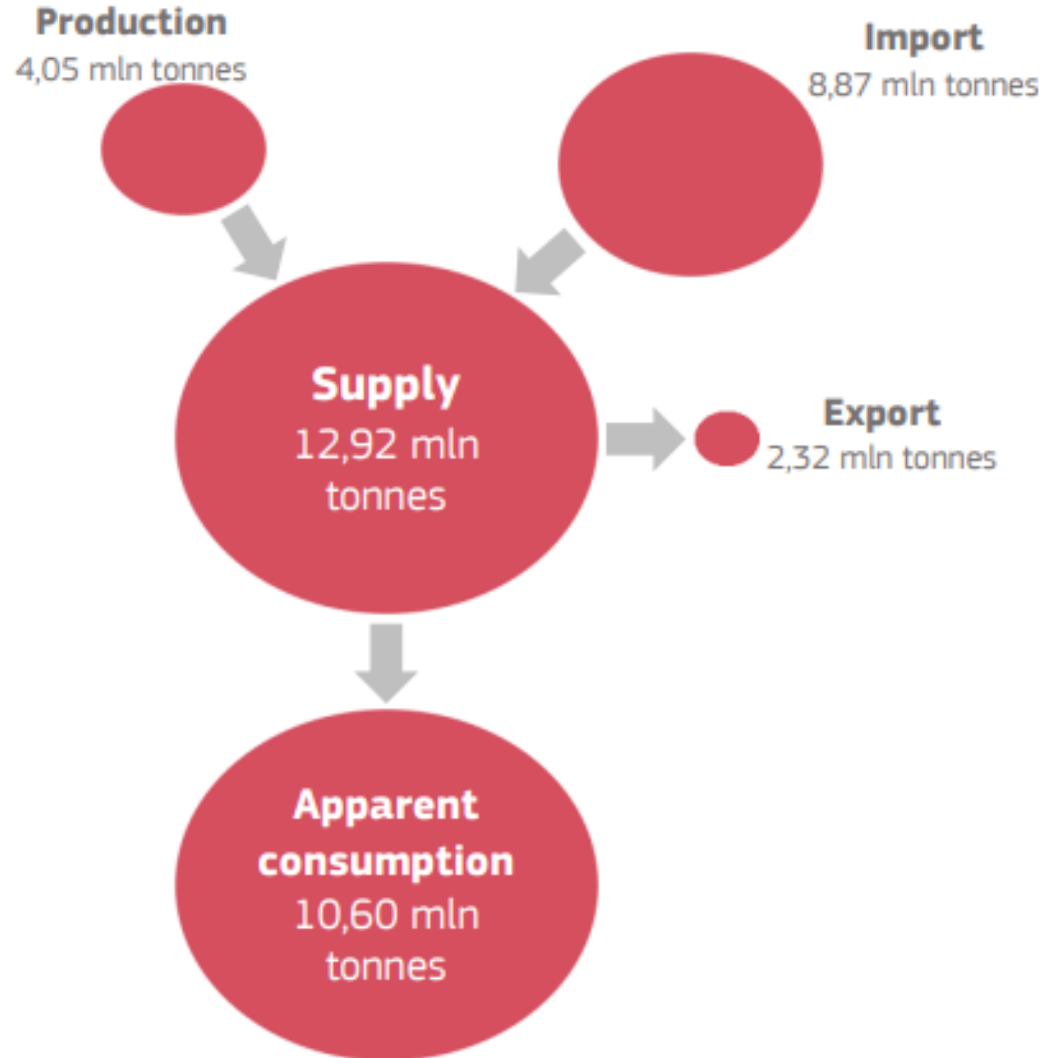 Production
4,05 mln tonnes
Import
8,87 mln tonnes
Supply
12,92 mln
tonnes
Export
2,32 mln tonnes
Apparent
consumption
10,60 mln
tonnes